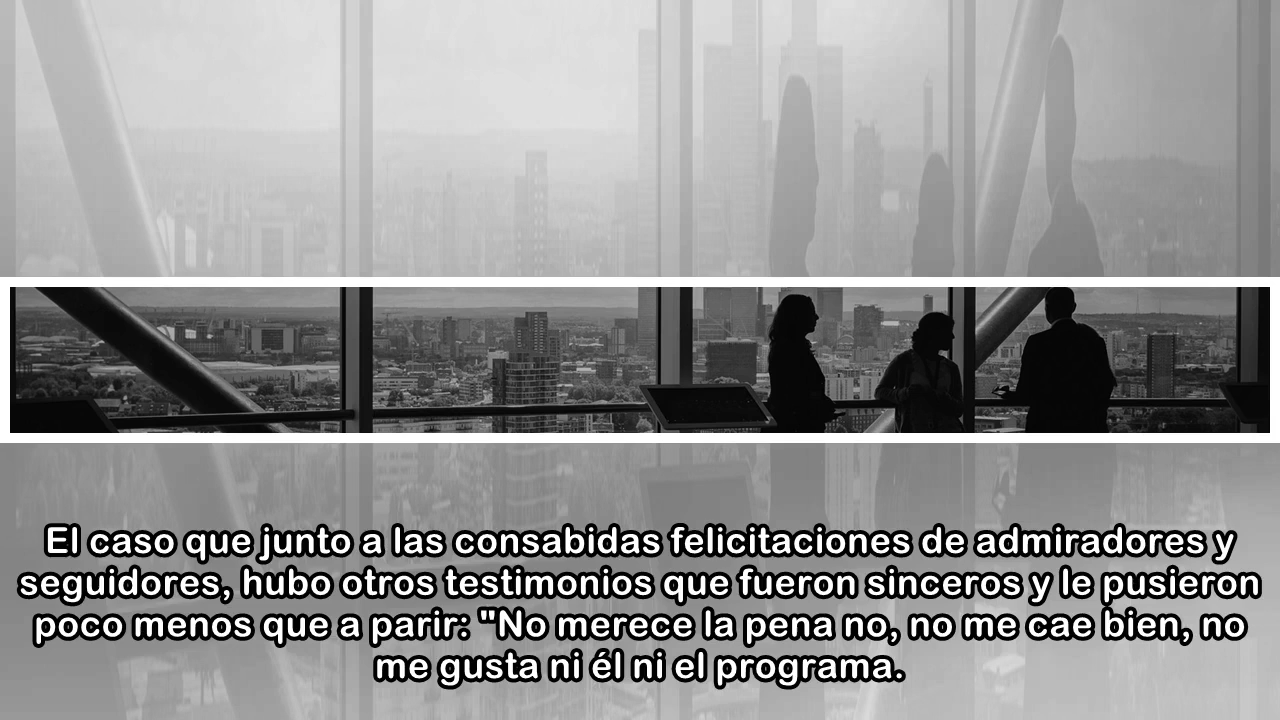 El caso que junto a las consabidas felicitaciones de admiradores y
seguidores, hubo otros testimonios que fueron sinceros y le pusieron
poco menos que a parir: "No merece la pena no, no me cae bien, no
me gusta ni él ni el programa.